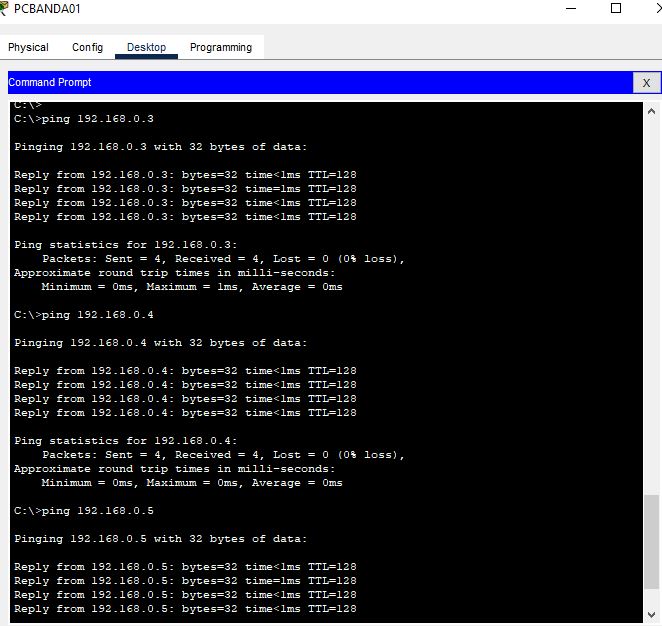 PCBANDA01
Physical Config Desktop Programming
Command Prompt
X
C:\>
C:\>ping 192.168.0.3
Pinging 192.168.0.3 with 32 bytes of data:
Reply from 192.168.0.3: bytes=32 time<1ms TTL=128
Reply from 192.168.0.3: bytes=32 time=1ms TTL=128
Reply from 192.168.0.3: bytes=32 time<1ms TTL=128
Reply from 192.168.0.3: bytes=32 time<1ms TTL=128
Ping statistics for 192.168.0.3:
Packets: Sent = 4, Received = 4, Lost = 0 (0% loss),
Approximate round trip times in milli-seconds:
Minimum = 0ms, Maximum = 1ms, Average = 0ms
C:\>ping 192.168.0.4
Pinging 192.168.0.4 with 32 bytes of data:
Reply from 192.168.0.4: bytes=32 time<1ms TTL=128
Reply from 192.168.0.4: bytes=32 time<1ms TTL=128
Reply from 192.168.0.4: bytes=32 time<1ms TTL=128
Reply from 192.168.0.4: bytes=32 time<1ms TTL=128
Ping statistics for 192.168.0.4:
Packets: Sent = 4, Received = 4, Lost = 0 (0% loss),
Approximate round trip times in milli-seconds:
Minimum = 0ms, Maximum = 0ms, Average = 0ms
C:\>ping 192.168.0.5
Pinging 192.168.0.5 with 32 bytes of data:
Reply from 192.168.0.5: bytes=32 time<1ms TTL=128
Reply from 192.168.0.5: bytes=32 time=1ms TTL=128
Reply from 192.168.0.5: bytes=32 time<1ms TTL=128
Reply from 192.168.0.5: bytes=32 time<1ms TTL=128